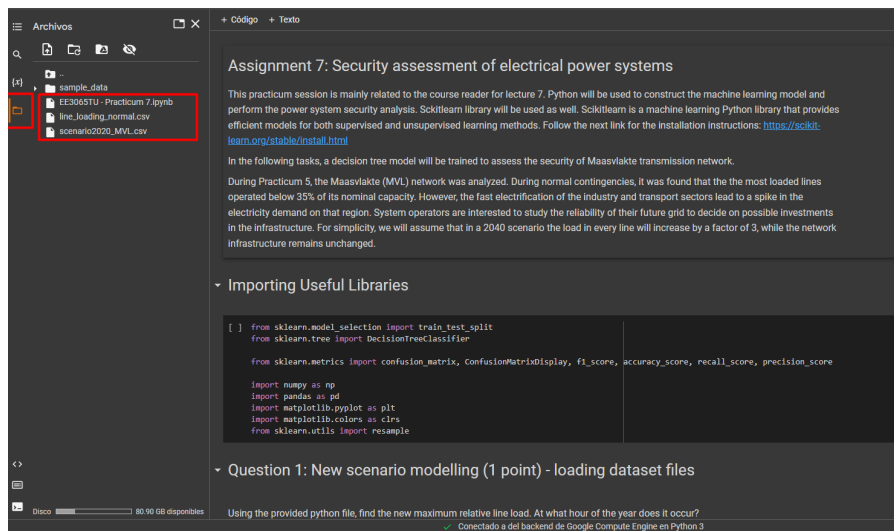 Archivos
+ Código + Texto
{x}
..
sample_data
EE3065TU - Practicum 7.ipynb
line_loading_normal.csv
scenario2020_MVL.csv
Assignment 7: Security assessment of electrical power systems
This practicum session is mainly related to the course reader for lecture 7. Python will be used to construct the machine learning model and
perform the power system security analysis. Scikitlearn library will be used as well. Scikitlearn is a machine learning Python library that provides
efficient models for both supervised and unsupervised learning methods. Follow the next link for the installation instructions: https://scikit-
learn.org/stable/install.html
In the following tasks, a decision tree model will be trained to assess the security of Maasvlakte transmission network.
During Practicum 5, the Maasvlakte (MVL) network was analyzed. During normal contingencies, it was found that the the most loaded lines
operated below 35% of its nominal capacity. However, the fast electrification of the industry and transport sectors lead to a spike in the
electricity demand on that region. System operators are interested to study the reliability of their future grid to decide on possible investments
in the infrastructure. For simplicity, we will assume that in a 2040 scenario the load in every line will increase by a factor of 3, while the network
infrastructure remains unchanged.
Importing Useful Libraries
[ ] from sklearn.model_selection import train_test_split
from sklearn.tree import DecisionTreeClassifier
from sklearn.metrics import confusion_matrix, ConfusionMatrixDisplay, f1_score, accuracy_score, recall_score, precision_score
import numpy as np
import pandas as pd
import matplotlib.pyplot as plt
import matplotlib.colors as clrs
from sklearn.utils import resample
Question 1: New scenario modelling (1 point) - loading dataset files
Using the provided python file, find the new maximum relative line load. At what hour of the year does it occur?
Disco 80.90 GB disponibles
Conectado a del backend de Google Compute Engine en Python 3